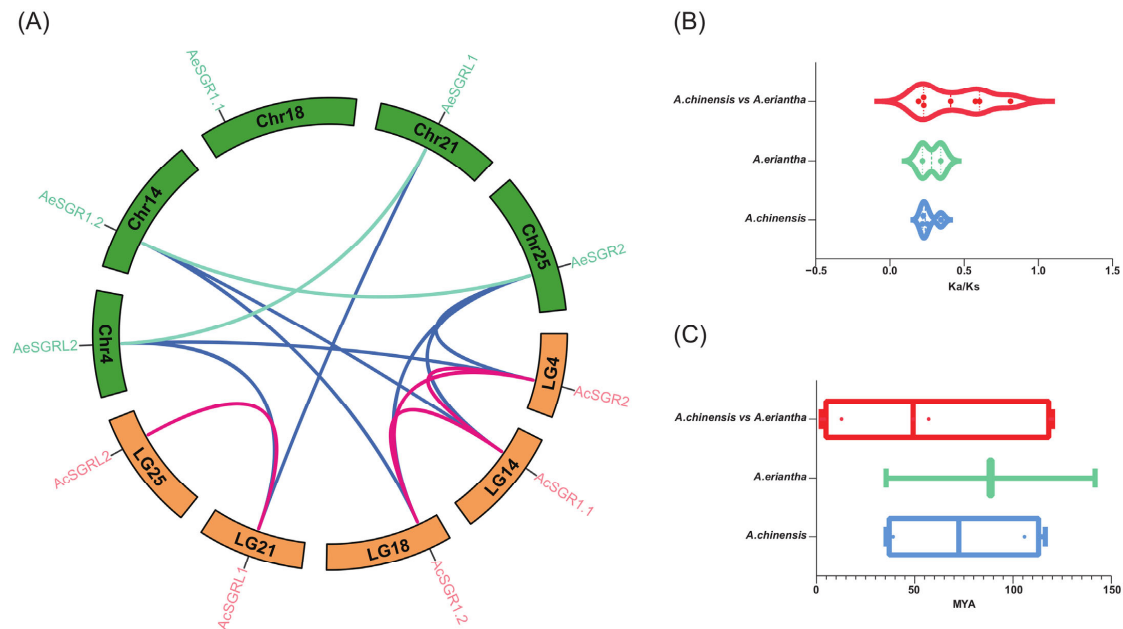 (A)
AeSGR1.1
AeSGRL1
Chr18
Chr21
AeSGR1.2
Chr14
Chr25
AeSGR2
AeSGRL2
Chr4
LG4
AcSGR2
AcSGRL2
LG25
LG14
AcSGR1.1
LG21
LG18
AcSGRL1
AcSGR1.2
(B)
A.chinensis vs A.eriantha
A.eriantha
A.chinensis
−0.5 0.0 0.5 1.0 1.5
Ka/Ks
(C)
A.chinensis vs A.eriantha
A.eriantha
A.chinensis
0 50 100 150
MYA